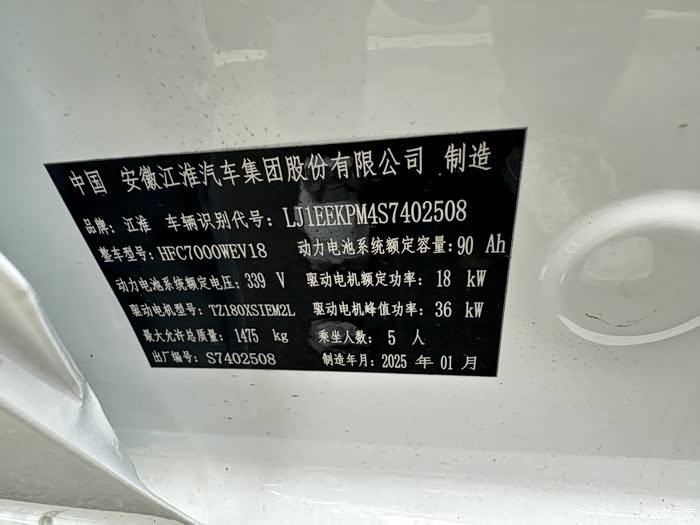 中国 安徽江淮汽车集团股份有限公司 制造
品牌: 江淮 车辆识别代号: LJ1EEKPM4S7402508
整车型号: HFC7000WEV18 动力电池系统额定容量: 90 Ah
动力电池系统额定电压: 339 V 驱动电机额定功率: 18 kW
驱动电机型号: TZ180XSIEM2L 驱动电机峰值功率: 36 kW
最大允许总质量: 1475 kg 乘坐人数: 5 人
出厂编号: S7402508 制造年月: 2025 年 01 月
汽车之家